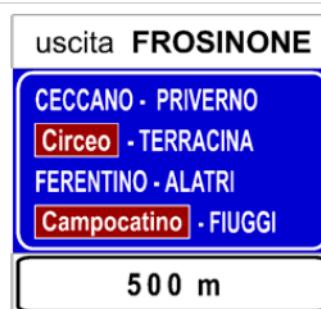 uscita FROSINONE
CECCANO - PRIVERNO
Circeo - TERRACINA
FERENTINO - ALATRI
Campocatino - FIUGGI
500 m